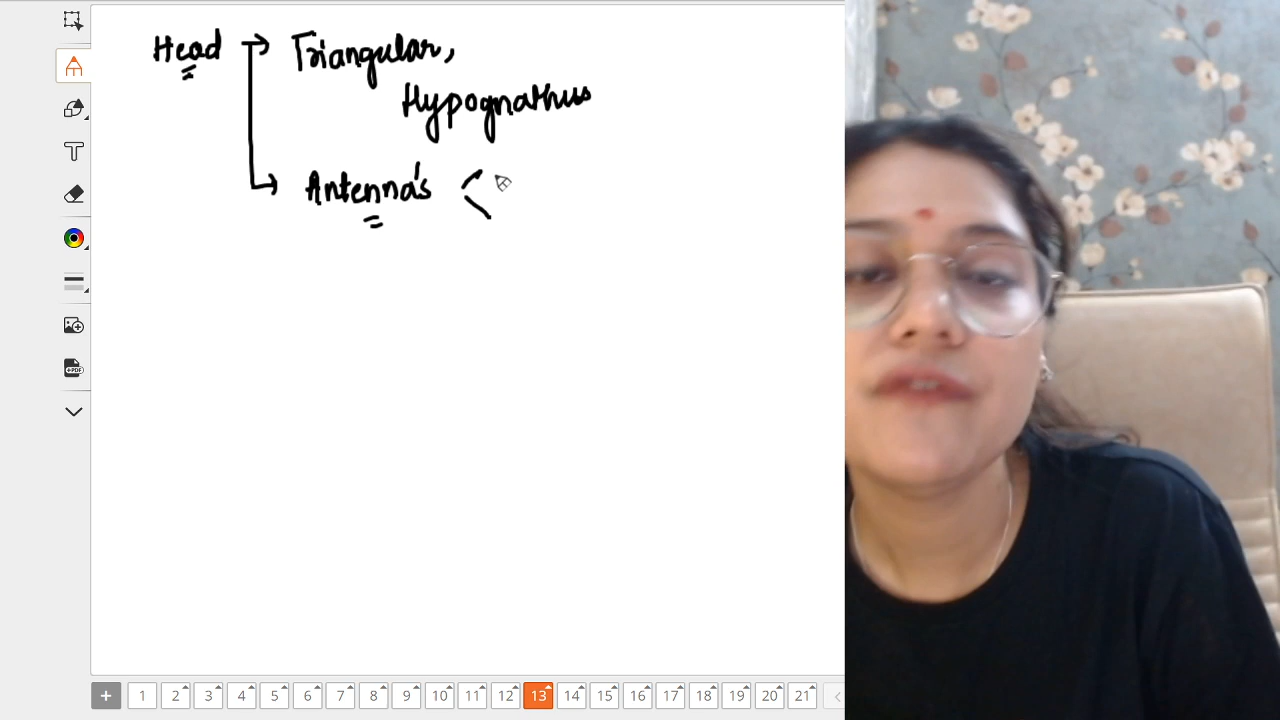 Head → Triangular,
Hypognathus
→ Antenna's <
+ 1 2 3 4 5 6 7 8 9 10 11 12 13 14 15 16 17 18 19 20 21 <
T
+PDF